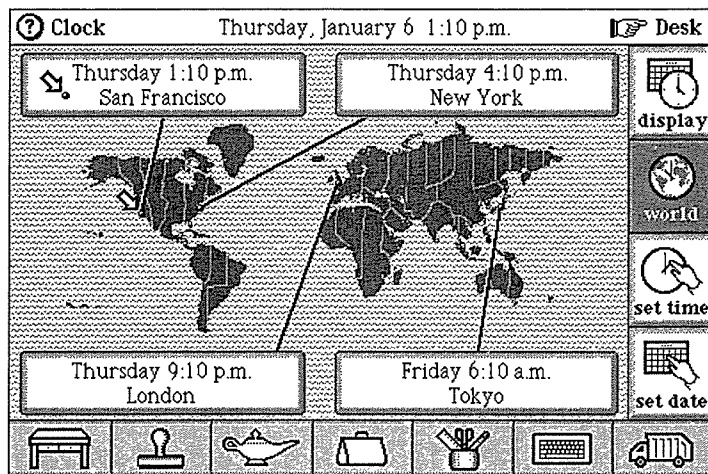 ? Clock
Thursday, January 6 1:10 p.m.
Desk
Thursday 1:10 p.m.
San Francisco
Thursday 4:10 p.m.
New York
display
world
set time
Thursday 9:10 p.m.
London
Friday 6:10 a.m.
Tokyo
set date